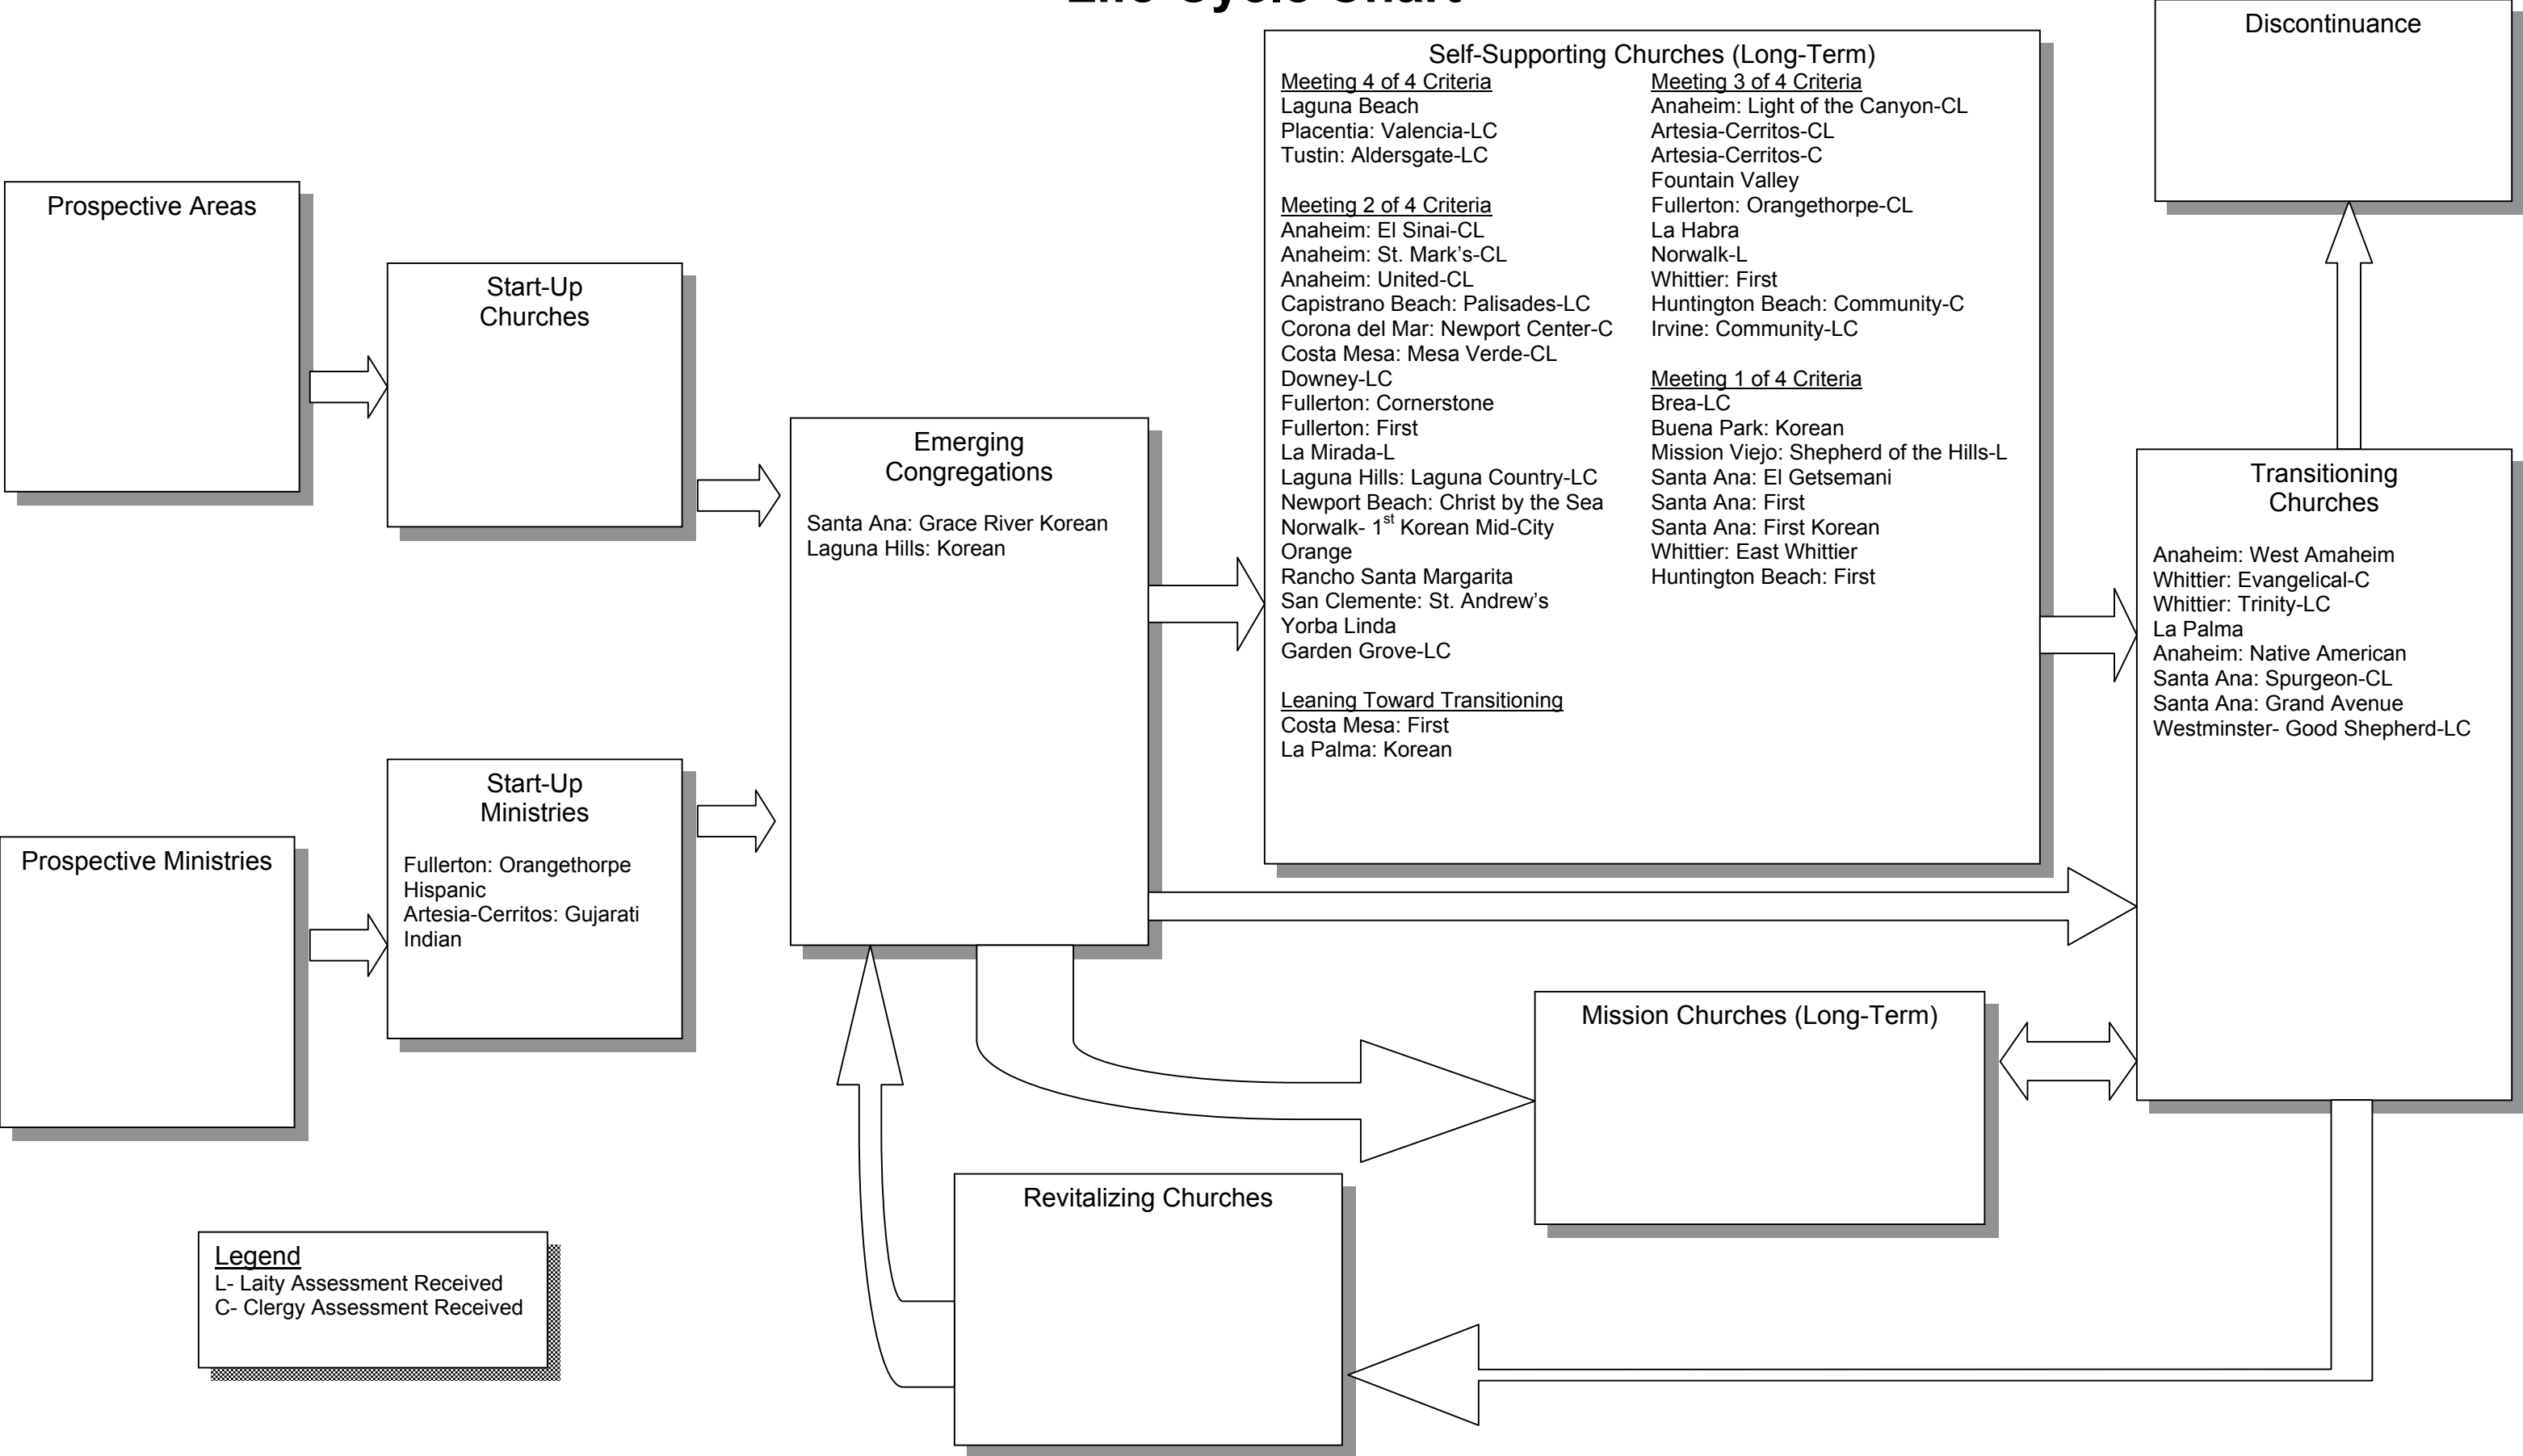 Life Cycle Chart
Discontinuance
Self-Supporting Churches (Long-Term)
Meeting 4 of 4 Criteria
Laguna Beach
Placentia: Valencia-LC
Tustin: Aldersgate-LC
Meeting 2 of 4 Criteria
Anaheim: El Sinai-CL
Anaheim: St. Mark’s-CL
Anaheim: United-CL
Capistrano Beach: Palisades-LC
Corona del Mar: Newport Center-C
Costa Mesa: Mesa Verde-CL
Downey-LC
Fullerton: Cornerstone
Fullerton: First
La Mirada-L
Laguna Hills: Laguna Country-LC
Newport Beach: Christ by the Sea
Norwalk- 1st Korean Mid-City
Orange
Rancho Santa Margarita
San Clemente: St. Andrew’s
Yorba Linda
Garden Grove-LC
Leaning Toward Transitioning
Costa Mesa: First
La Palma: Korean
Meeting 3 of 4 Criteria
Anaheim: Light of the Canyon-CL
Artesia-Cerritos-CL
Artesia-Cerritos-C
Fountain Valley
Fullerton: Orangethorpe-CL
La Habra
Norwalk-L
Whittier: First
Huntington Beach: Community-C
Irvine: Community-LC
Meeting 1 of 4 Criteria
Brea-LC
Buena Park: Korean
Mission Viejo: Shepherd of the Hills-L
Santa Ana: El Getsemani
Santa Ana: First
Santa Ana: First Korean
Whittier: East Whittier
Huntington Beach: First
Prospective Areas
Start-Up
Churches
Emerging
Congregations
Santa Ana: Grace River Korean
Laguna Hills: Korean
Transitioning
Churches
Anaheim: West Amaheim
Whittier: Evangelical-C
Whittier: Trinity-LC
La Palma
Anaheim: Native American
Santa Ana: Spurgeon-CL
Santa Ana: Grand Avenue
Westminster- Good Shepherd-LC
Prospective Ministries
Start-Up
Ministries
Fullerton: Orangethorpe
Hispanic
Artesia-Cerritos: Gujarati
Indian
Mission Churches (Long-Term)
Revitalizing Churches
Legend
L- Laity Assessment Received
C- Clergy Assessment Received